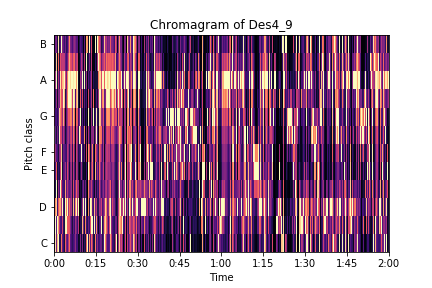 Chromagram of Des4_9
B
A
G
F
E
D
C
Pitch class
0:00 0:15 0:30 0:45 1:00 1:15 1:30 1:45 2:00
Time